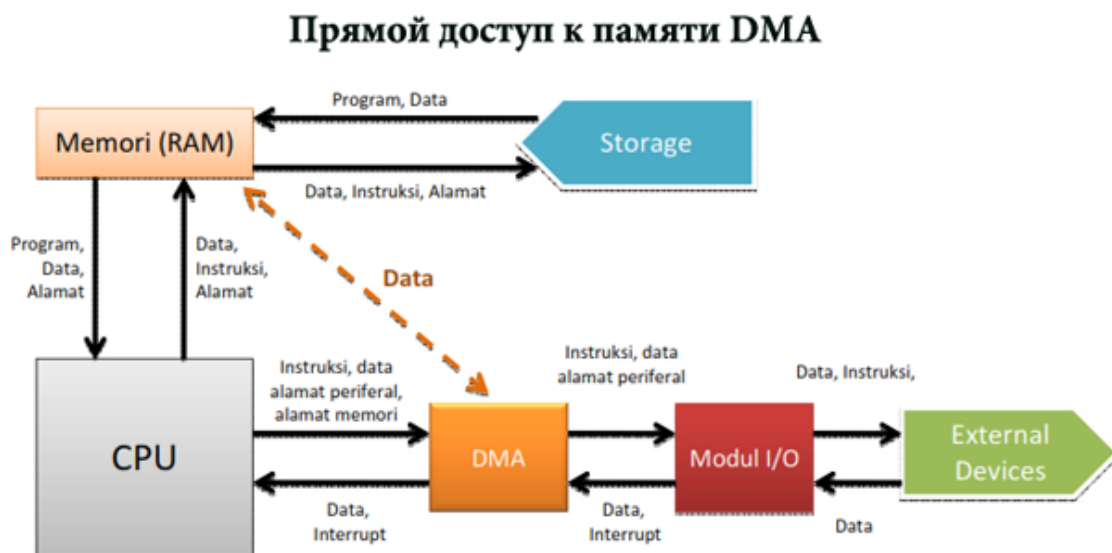 Прямой доступ к памяти DMA
Program, Data
Memori (RAM)
Storage
Data, Instruksi, Alamat
Program,
Data,
Alamat
Data,
Instruksi,
Alamat
Data
Instruksi, data
alamat periferal,
alamat memori
Instruksi, data
alamat periferal
Data, Instruksi,
CPU
DMA
Modul I/O
External
Devices
Data,
Interrupt
Data,
Interrupt
Data